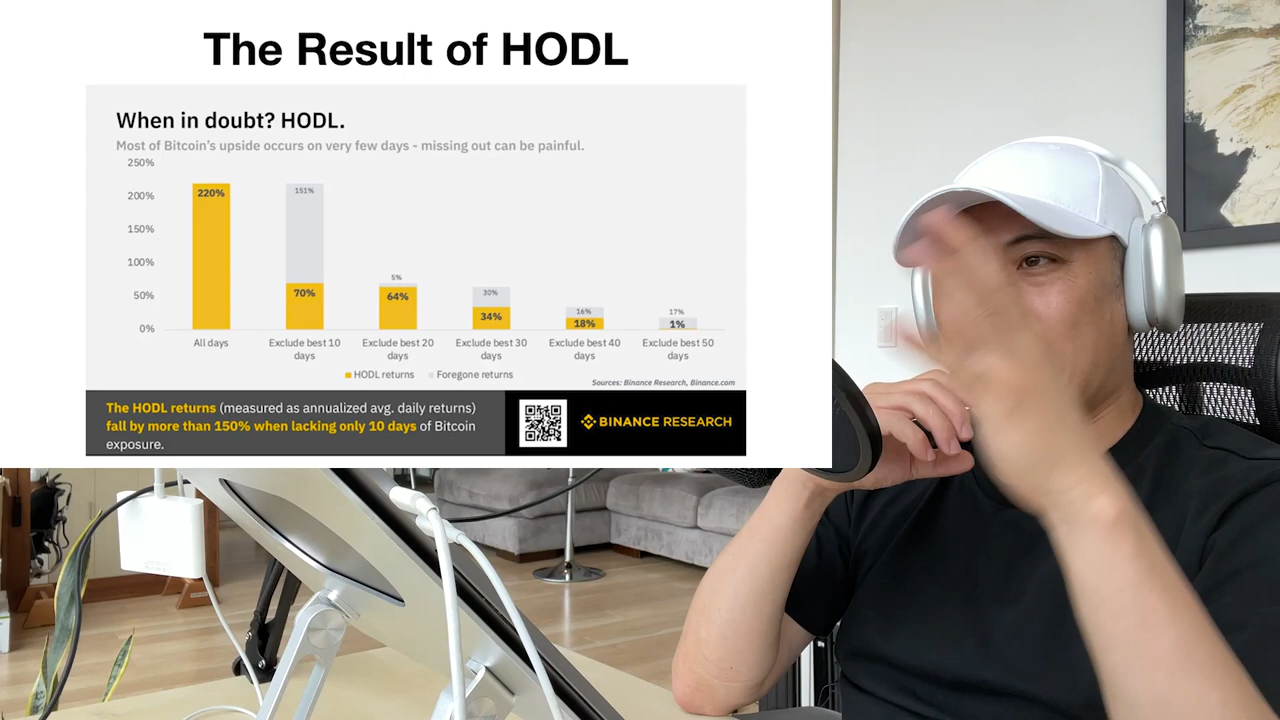 The Result of HODL
When in doubt? HODL.
Most of Bitcoin's upside occurs on very few days - missing out can be painful.
250%
200%
150%
100%
50%
0%
220%
151%
70%
5%
64%
30%
34%
16%
18%
17%
1%
All days
Exclude best 10
days
Exclude best 20
days
Exclude best 30
days
Exclude best 40
days
Exclude best 50
days
HODL returns
Foregone returns
Sources: Binance Research, Binance.com
The HODL returns (measured as annualized avg. daily returns)
fall by more than 150% when lacking only 10 days of Bitcoin
exposure.
BINANCE RESEARCH